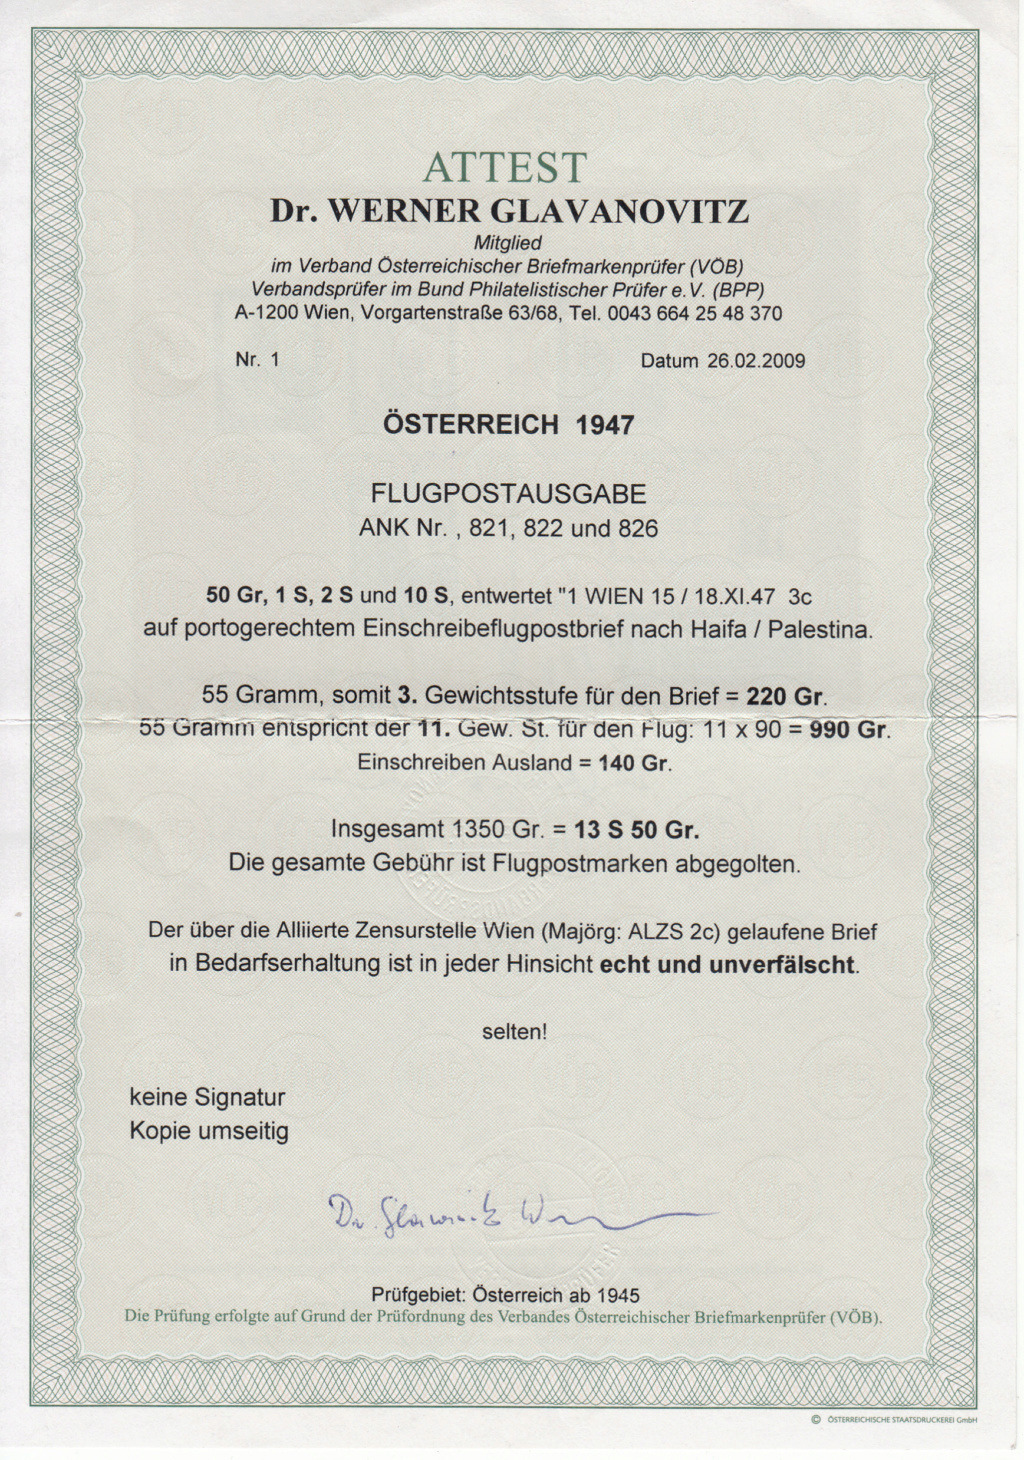 ATTEST
Dr. WERNER GLAVANOVITZ
Mitglied
im Verband Österreichischer Briefmarkenprüfer (VÖB)
Verbandsprüfer im Bund Philatelistischer Prüfer e. V. (BPP)
A-1200 Wien, Vorgartenstraße 63/68, Tel. 0043 664 25 48 370
Nr. 1 Datum 26.02.2009
ÖSTERREICH 1947
FLUGPOSTAUSGABE
ANK Nr. , 821, 822 und 826
50 Gr, 1 S, 2 S und 10 S, entwertet "1 WIEN 15 / 18.XI.47 3c
auf portogerechtem Einschreibeflugpostbrief nach Haifa / Palestina.
55 Gramm, somit 3. Gewichtsstufe für den Brief = 220 Gr.
55 Gramm entspricht der 11. Gew. St. für den Flug: 11 x 90 = 990 Gr.
Einschreiben Ausland = 140 Gr.
Insgesamt 1350 Gr. = 13 S 50 Gr.
Die gesamte Gebühr ist Flugpostmarken abgegolten.
Der über die Alliierte Zensurstelle Wien (Majörg: ALZS 2c) gelaufene Brief
in Bedarfserhaltung ist in jeder Hinsicht echt und unverfälscht.
selten!
keine Signatur
Kopie umseitig
Dr.
Prüfgebiet: Österreich ab 1945
Die Prüfung erfolgte auf Grund der Prüfordnung des Verbandes Österreichischer Briefmarkenprüfer (VÖB).
© ÖSTERREICHISCHE STAATSDRUCKEREI GmbH